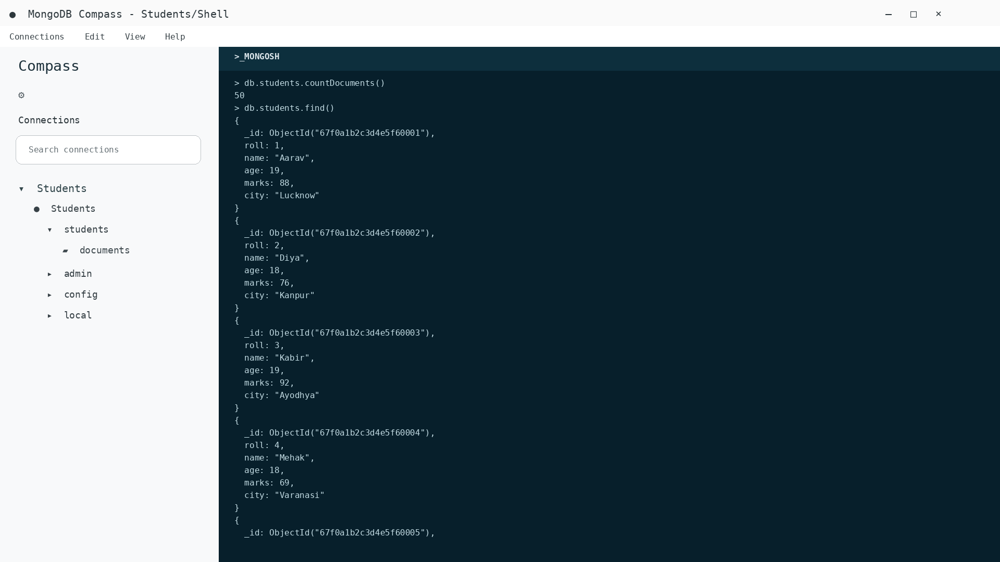 MongoDB Compass - Students/Shell
Connections Edit View Help
Compass
Connections
Search connections
Students
Students
students
documents
admin
config
local
>_MONGOSH
> db.students.countDocuments()
50
> db.students.find()
{
  _id: ObjectId("67f0a1b2c3d4e5f60001"),
  roll: 1,
  name: "Aarav",
  age: 19,
  marks: 88,
  city: "Lucknow"
}
{
  _id: ObjectId("67f0a1b2c3d4e5f60002"),
  roll: 2,
  name: "Diya",
  age: 18,
  marks: 76,
  city: "Kanpur"
}
{
  _id: ObjectId("67f0a1b2c3d4e5f60003"),
  roll: 3,
  name: "Kabir",
  age: 19,
  marks: 92,
  city: "Ayodhya"
}
{
  _id: ObjectId("67f0a1b2c3d4e5f60004"),
  roll: 4,
  name: "Mehak",
  age: 18,
  marks: 69,
  city: "Varanasi"
}
{
  _id: ObjectId("67f0a1b2c3d4e5f60005"),